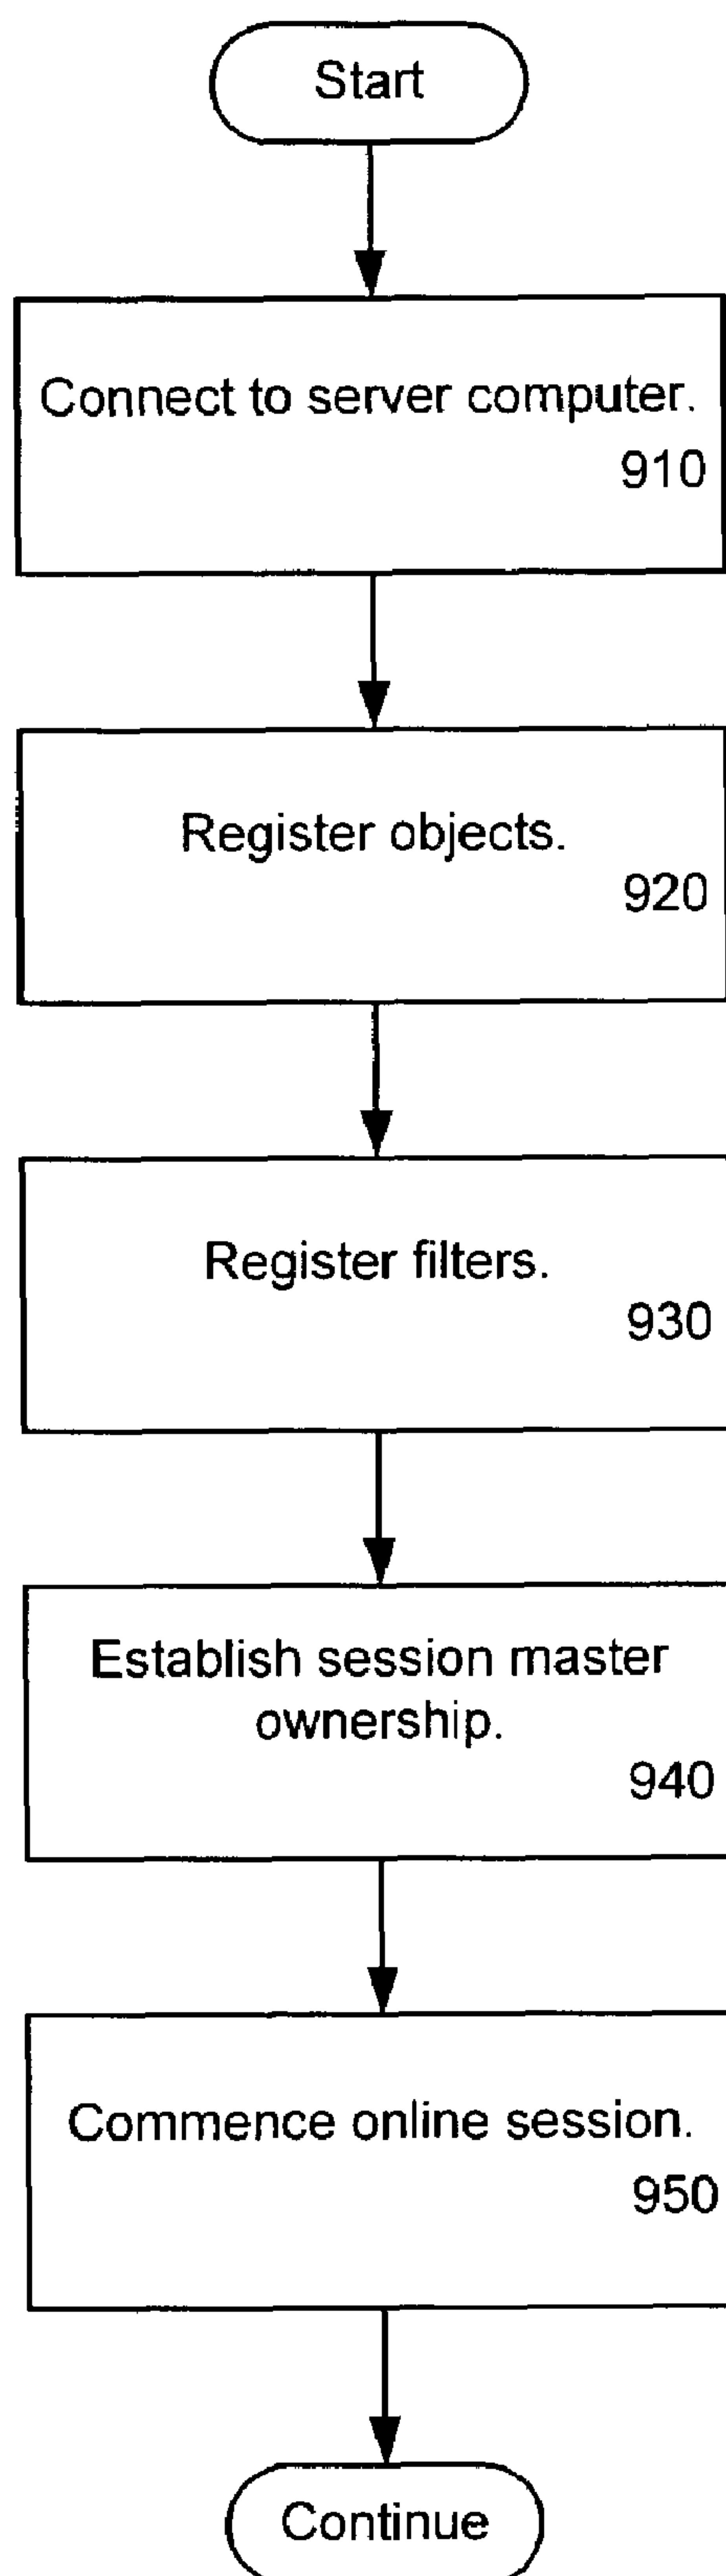 Start
Connect to server computer.
910
Register objects.
920
Register filters.
930
Establish session master
ownership.
940
Commence online session.
950
Continue